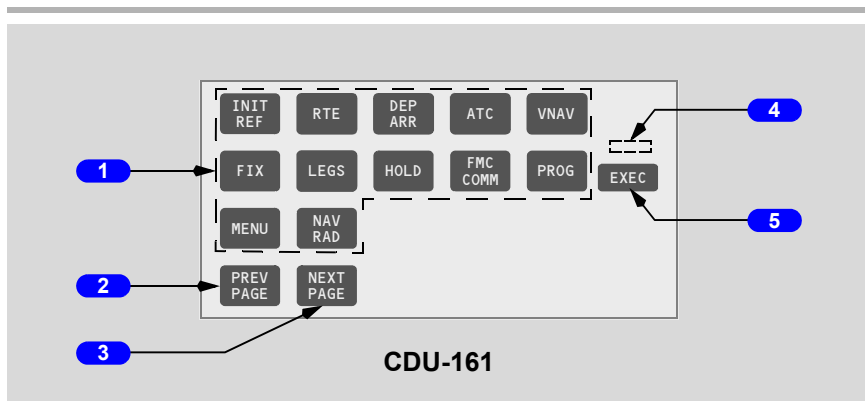 INIT
REF
RTE
DEP
ARR
ATC
VNAV
4
1
FIX
LEGS
HOLD
FMC
COMM
PROG
EXEC
5
MENU
NAV
RAD
2
PREV
PAGE
NEXT
PAGE
3
CDU-161